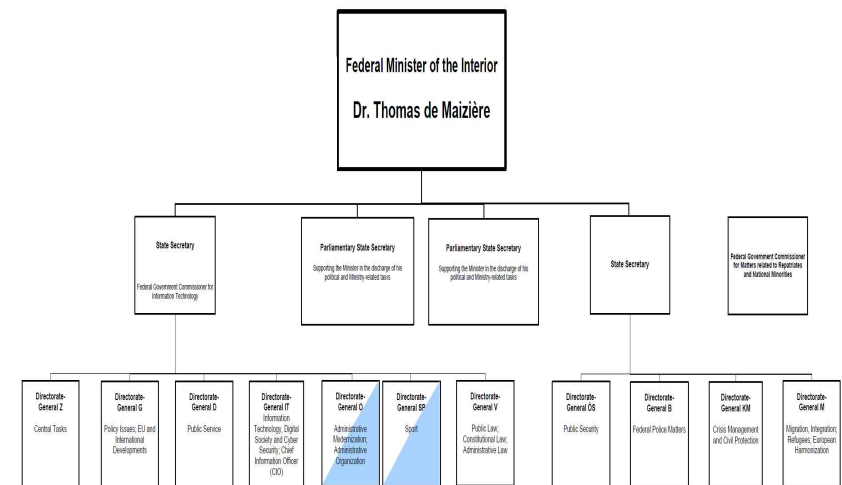 Federal Minister of the Interior
Dr. Thomas de Maizière
State Secretary
Federal Government Commissioner for
Information Technology
Parliamentary State Secretary
Supporting the Minister in the discharge of his
political and Ministry-related tasks
Parliamentary State Secretary
Supporting the Minister in the discharge of his
political and Ministry-related tasks
State Secretary
Federal Government Commissioner
for Matters related to Repatriates
and National Minorities
Directorate-
General Z
Central Tasks
Directorate-
General G
Policy Issues; EU and
International
Developments
Directorate-
General D
Public Service
Directorate-
General IT
Information
Technology, Digital
Society and Cyber
Security; Chief
Information Officer
(CIO)
Directorate-
General O
Administrative
Modernization;
Administrative
Organization
Directorate-
General SP
Sport
Directorate-
General V
Public Law;
Constitutional Law;
Administrative Law
Directorate-
General ÖS
Public Security
Directorate-
General B
Federal Police Matters
Directorate-
General KM
Crisis Management
and Civil Protection
Directorate-
General M
Migration, Integration;
Refugees; European
Harmonization